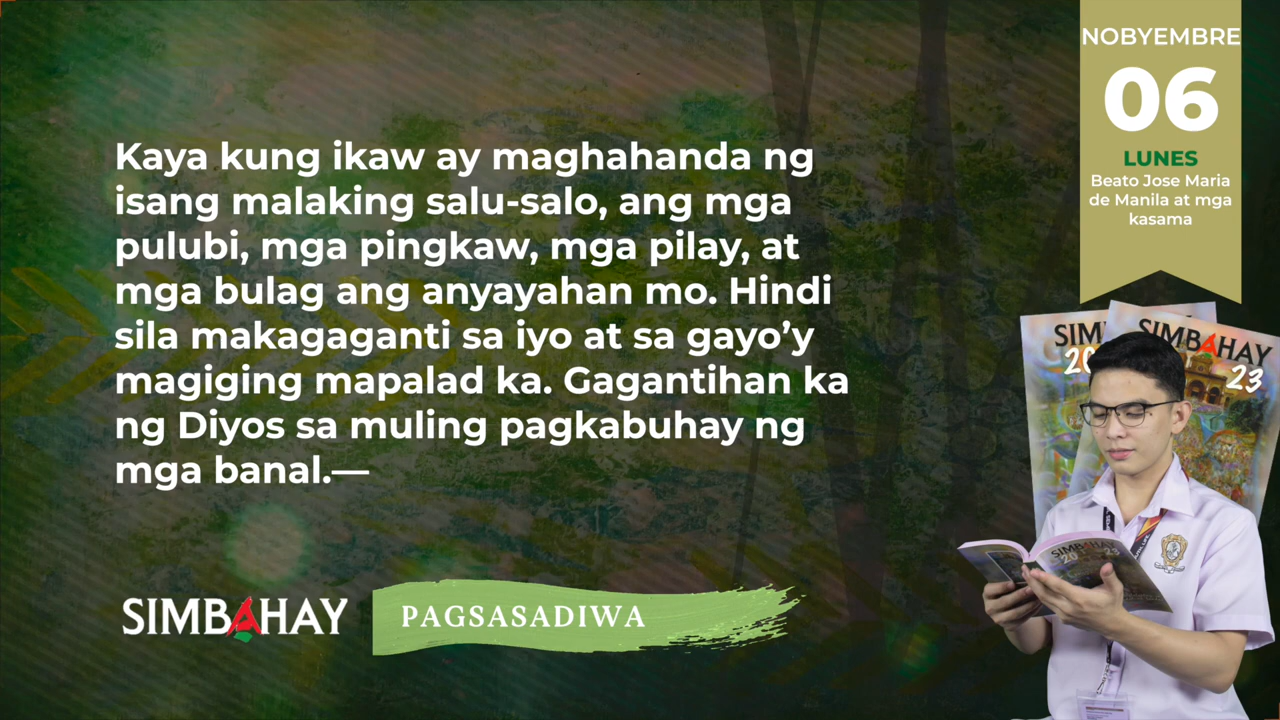 NOBYEMBRE
06
LUNES
Beato Jose Maria
de Manila at mga
kasama
Kaya kung ikaw ay maghahanda ng
isang malaking salu-salo, ang mga
pulubi, mga pingkaw, mga pilay, at
mga bulag ang anyayahan mo. Hindi
sila makagaganti sa iyo at sa gayo’y
magiging mapalad ka. Gagantihan ka
ng Diyos sa muling pagkabuhay ng
mga banal.—
SIMBAHAY
PAGSASADIWA
SIMBAHAY
23
SIM
20
SIMBAHAY